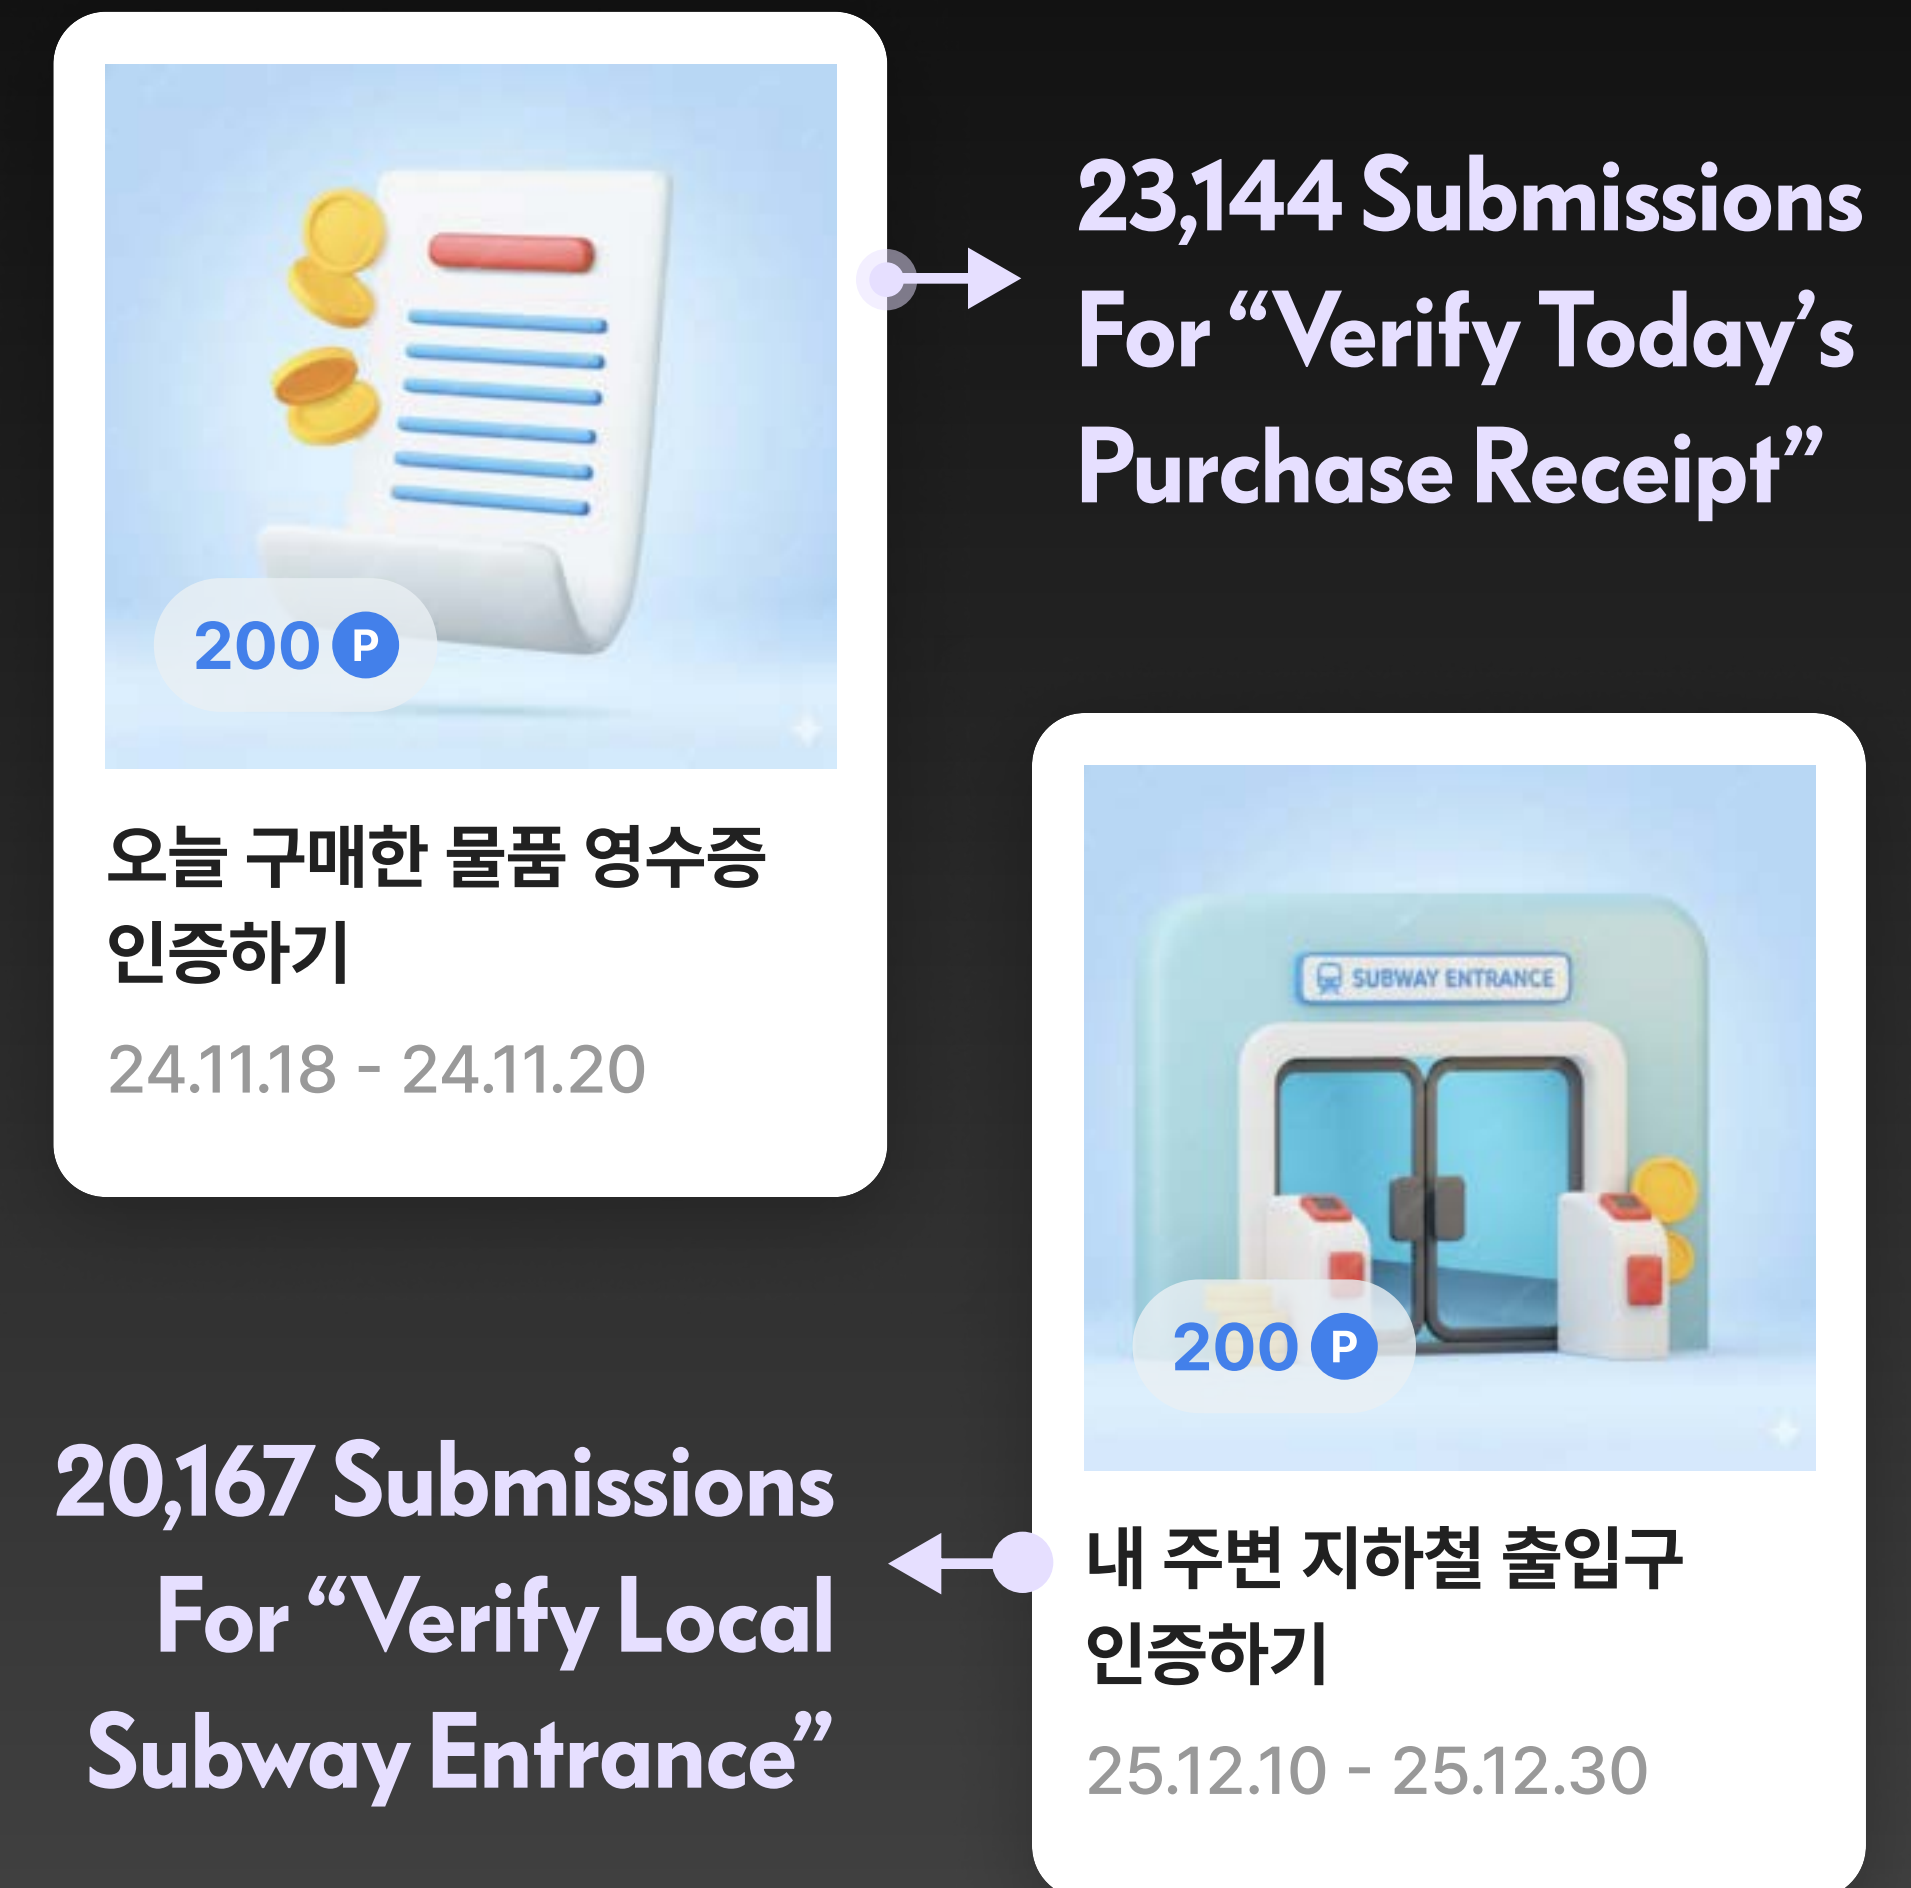 23,144 Submissions
For “Verify Today’s
Purchase Receipt”
200 P
오늘 구매한 물품 영수증
인증하기
24.11.18 - 24.11.20
SUBWAY ENTRANCE
200 P
내 주변 지하철 출입구
인증하기
25.12.10 - 25.12.30
20,167 Submissions
For “Verify Local
Subway Entrance”